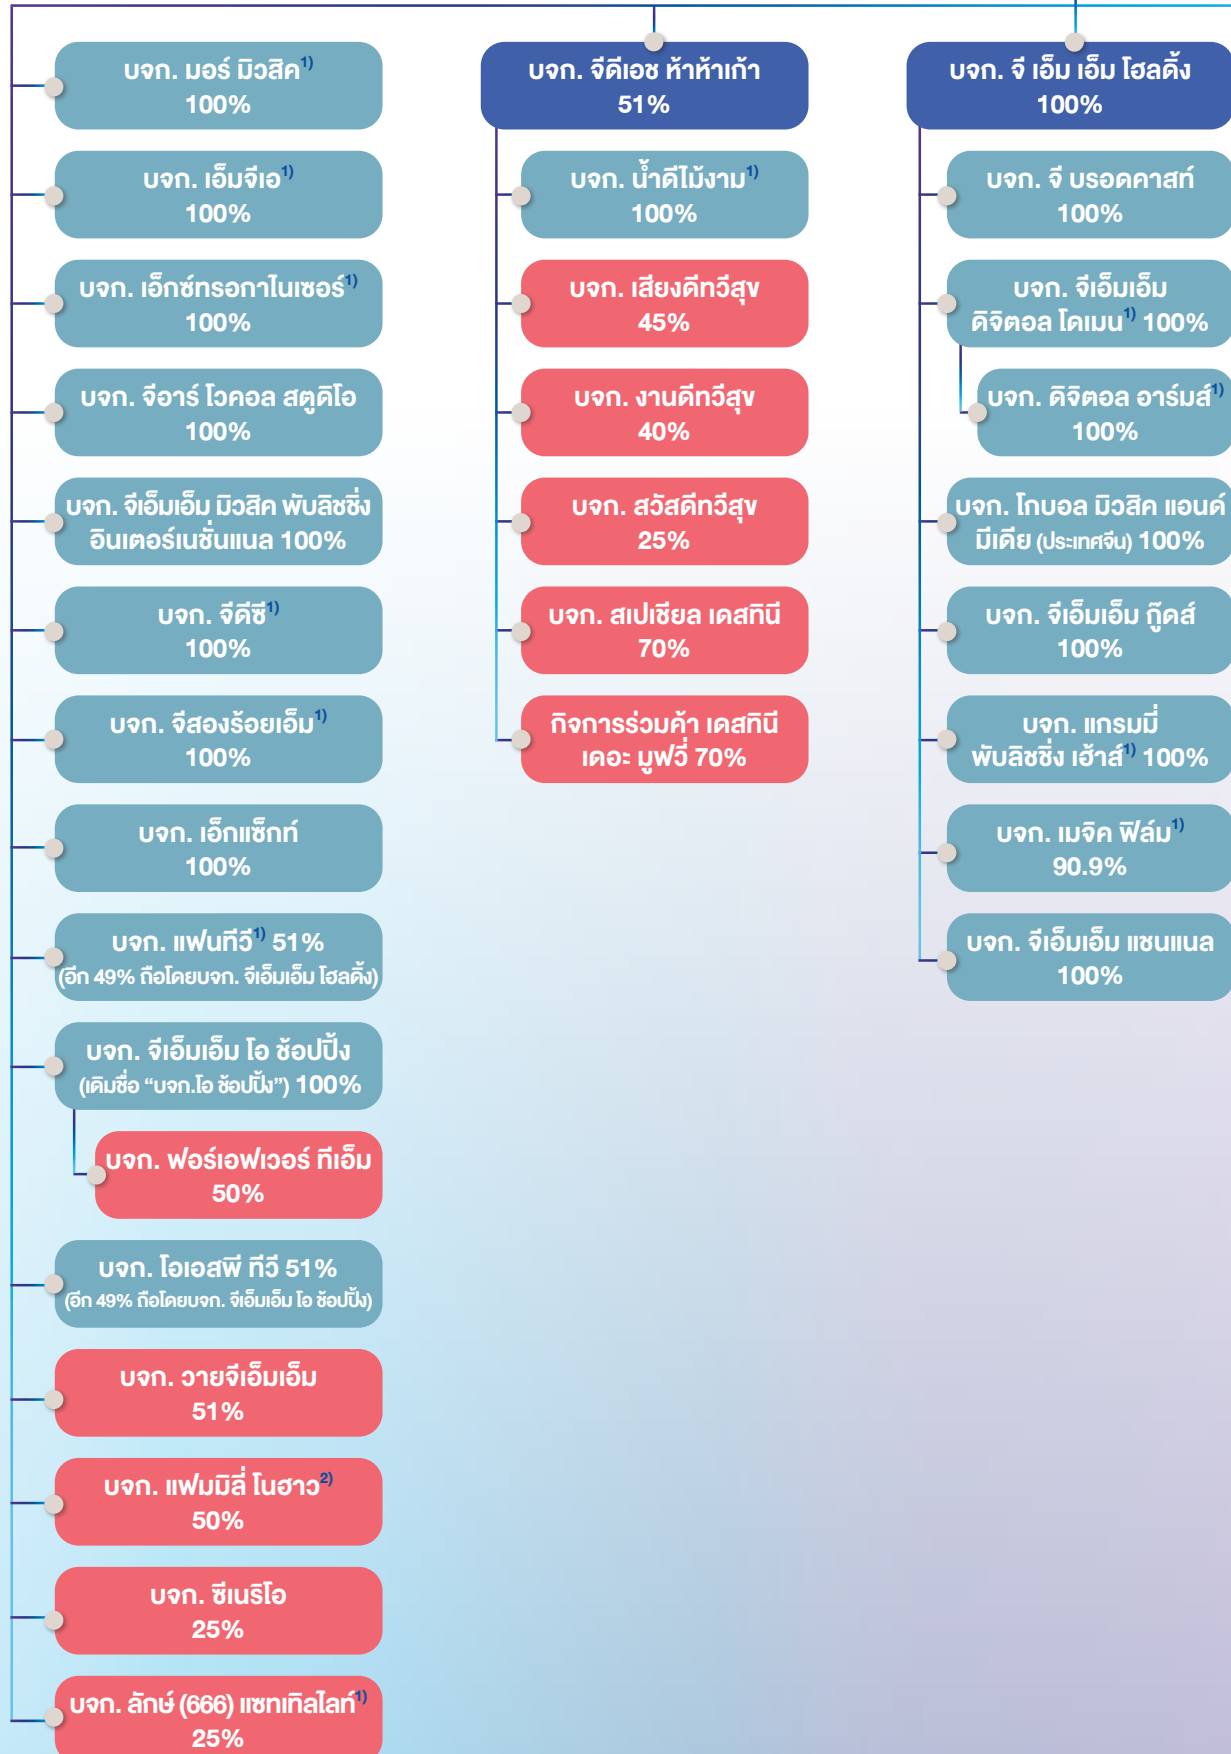 บจก. มอร์ มิวสิค1)
100%
บจก. เอ็มจีเอ1)
100%
บจก. เอ็กซ์ทรอกาไนเซอร์1)
100%
บจก. จีอาร์ โวคอล สตูดิโอ
100%
บจก. จีเอ็มเอ็ม มิวสิค พับลิชชิ่ง
อินเตอร์เนชั่นแนล 100%
บจก. จีดีซี1)
100%
บจก. จีสองร้อยเอ็ม1)
100%
บจก. เอ็กแซ็กท์
100%
บจก. แฟนทีวี1) 51%
(อีก 49% ถือโดยบจก. จีเอ็มเอ็ม โฮลดิ้ง)
บจก. จีเอ็มเอ็ม โอ ช้อปปิ้ง
(เดิมชื่อ “บจก.โอ ช้อปปิ้ง”) 100%
บจก. ฟอร์เอฟเวอร์ ทีเอ็ม
50%
บจก. โอเอสพี ทีวี 51%
(อีก 49% ถือโดยบจก. จีเอ็มเอ็ม โอ ช้อปปิ้ง)
บจก. วายจีเอ็มเอ็ม
51%
บจก. แฟมมิลี่ โนฮาว2)
50%
บจก. ซีเนริโอ
25%
บจก. ลักษ์ (666) แซทเทิลไลท์1)
25%
บจก. จีดีเอช ห้าห้าเก้า
51%
บจก. น้ำดีไม้งาม1)
100%
บจก. เสียงดีทวีสุข
45%
บจก. งานดีทวีสุข
40%
บจก. สวัสดีทวีสุข
25%
บจก. สเปเชียล เดสทินี
70%
กิจการร่วมค้า เดสทินี
เดอะ มูฟวี่ 70%
บจก. จี เอ็ม เอ็ม โฮลดิ้ง
100%
บจก. จี บรอดคาสท์
100%
บจก. จีเอ็มเอ็ม
ดิจิตอล โดเมน1) 100%
บจก. ดิจิตอล อาร์มส์1)
100%
บจก. โกบอล มิวสิค แอนด์
มีเดีย (ประเทศจีน) 100%
บจก. จีเอ็มเอ็ม กู๊ดส์
100%
บจก. แกรมมี่
พับลิชชิ่ง เฮ้าส์1) 100%
บจก. เมจิค ฟิล์ม1)
90.9%
บจก. จีเอ็มเอ็ม แชนแนล
100%